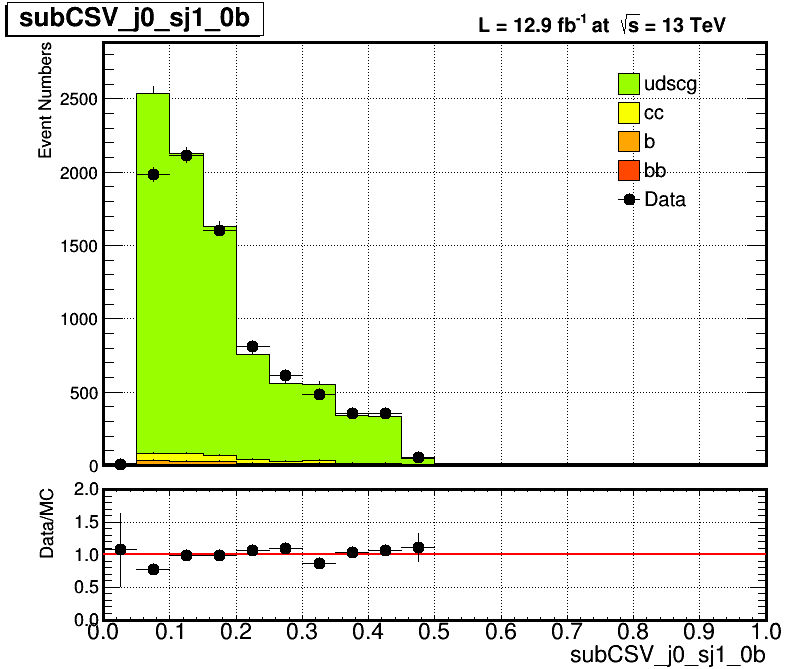 subCSV_j0_sj1_0b
L = 12.9 fb⁻¹ at √s = 13 TeV
Event Numbers
2500
2000
1500
1000
500
0
udscg
cc
b
bb
Data
Data/MC
2.0
1.5
1.0
0.5
0.0
0.0 0.1 0.2 0.3 0.4 0.5 0.6 0.7 0.8 0.9 1.0
subCSV_j0_sj1_0b